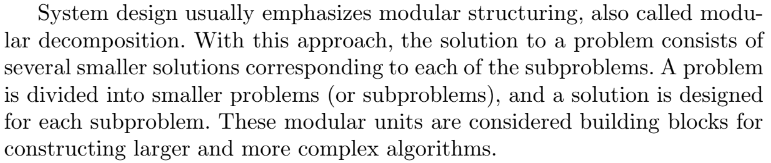 System design usually emphasizes modular structuring, also called modu-
lar decomposition. With this approach, the solution to a problem consists of
several smaller solutions corresponding to each of the subproblems. A problem
is divided into smaller problems (or subproblems), and a solution is designed
for each subproblem. These modular units are considered building blocks for
constructing larger and more complex algorithms.